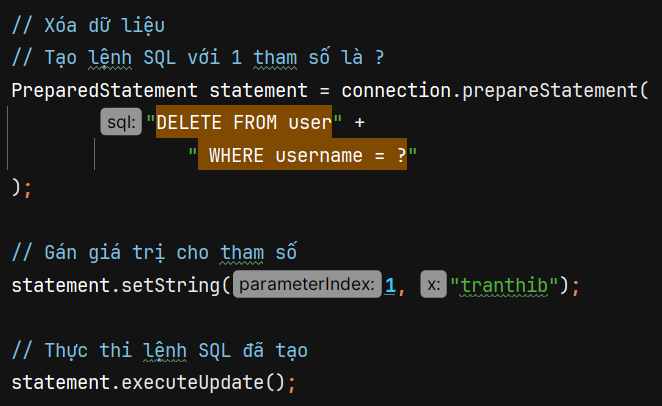 // Xóa dữ liệu
// Tạo lệnh SQL với 1 tham số là ?
PreparedStatement statement = connection.prepareStatement(
sql: "DELETE FROM user" +
" WHERE username = ?"
);
// Gán giá trị cho tham số
statement.setString( parameterIndex: 1, x: "tranthib");
// Thực thi lệnh SQL đã tạo
statement.executeUpdate();